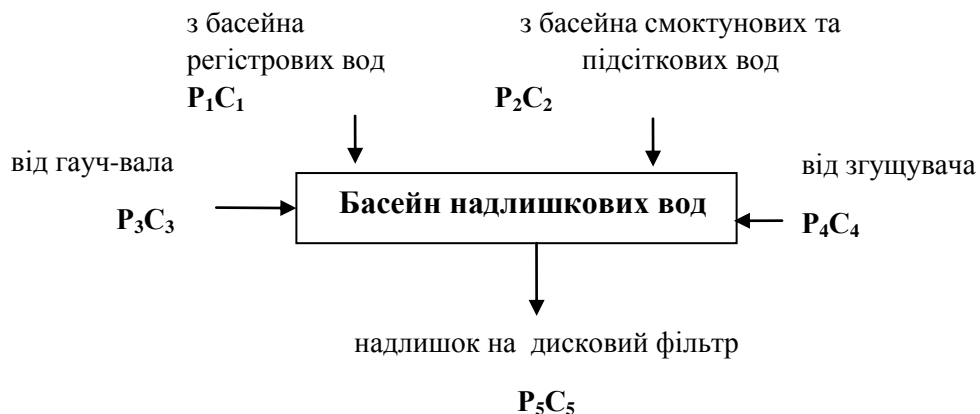 з басейна
регістрових вод
P₁C₁
з басейна смоктунових та
підсіткових вод
P₂C₂
від гауч-вала
P₃C₃
Басейн надлишкових вод
від згущувача
P₄C₄
надлишок на дисковий фільтр
P₅C₅